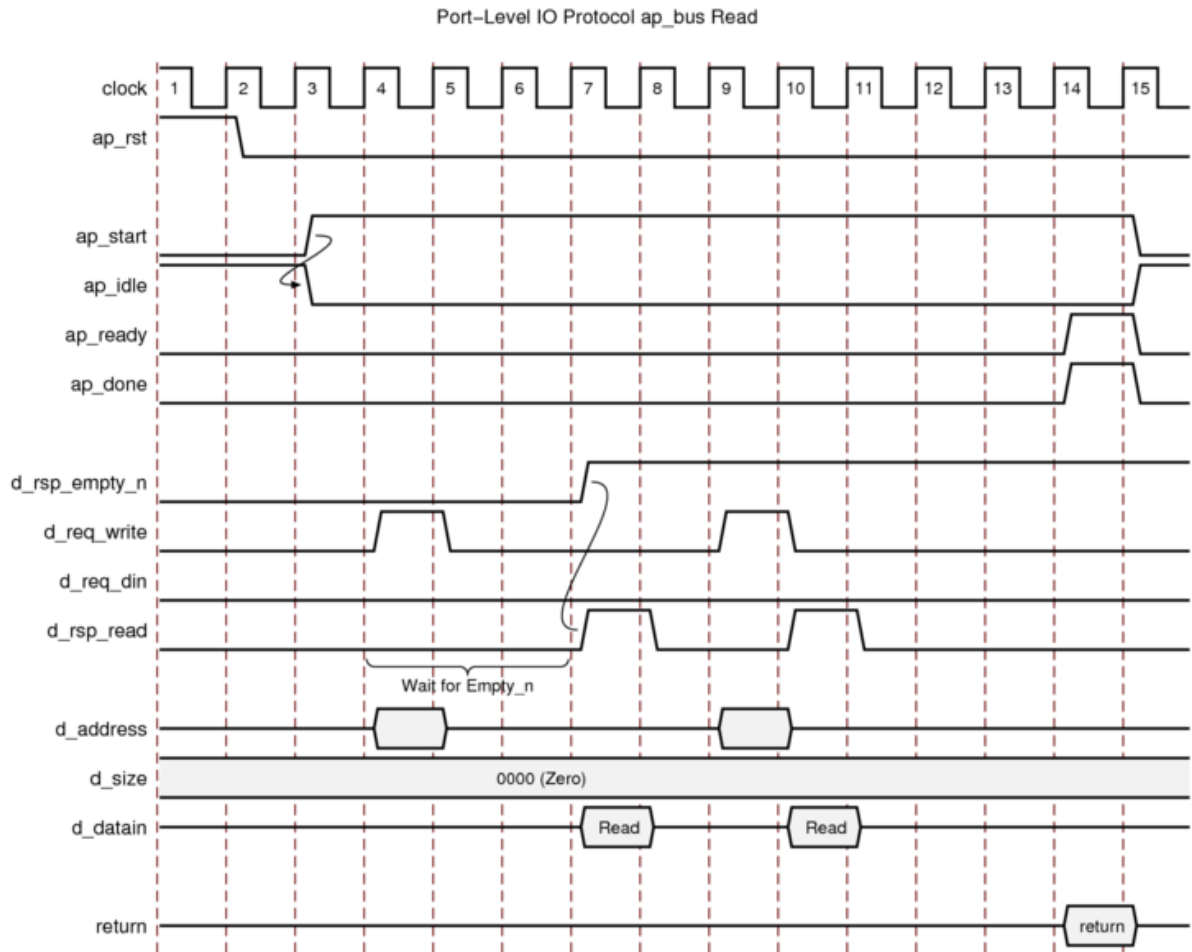 Port-Level IO Protocol ap_bus Read
clock 1 2 3 4 5 6 7 8 9 10 11 12 13 14 15
ap_rst
ap_start
ap_idle
ap_ready
ap_done
d_rsp_empty_n
d_req_write
d_req_din
d_rsp_read
Wait for Empty_n
d_address
d_size 0000 (Zero)
d_datain Read Read
return return